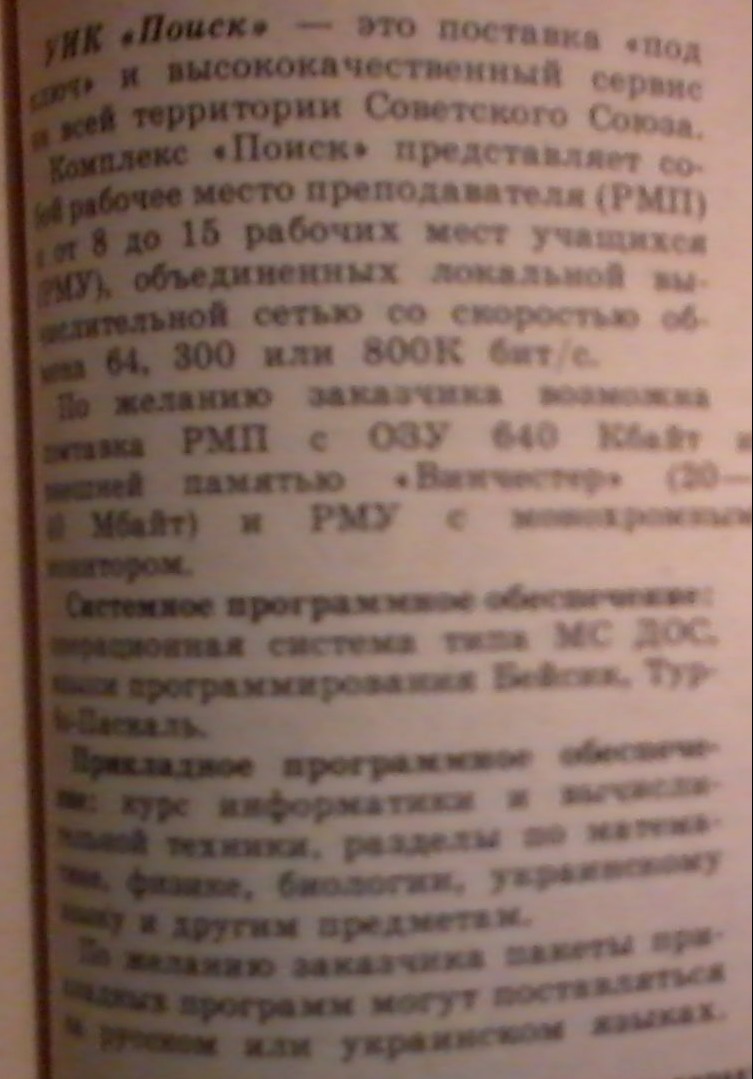 УИК «Поиск» — это поставка «под
ключ» и высококачественный сервис
на всей территории Советского Союза.
Комплекс «Поиск» представляет со-
бой рабочее место преподавателя (РМП)
и от 8 до 15 рабочих мест учащихся
(РМУ), объединенных локальной вы-
числительной сетью со скоростью об-
мена 64, 300 или 800К бит/с.
По желанию заказчика возможна
поставка РМП с ОЗУ 640 Кбайт и
внешней памятью «Винчестер» (20—
Мбайт) и РМУ с монохромным
монитором.
Системное программное обеспечение:
операционная система типа МС ДОС,
языки программирования Бейсик, Тур-
бо-Паскаль.
Прикладное программное обеспече-
ние: курс информатики и вычисли-
тельной техники, разделы по матема-
тике, физике, биологии, украинскому
языку и другим предметам.
По желанию заказчика пакеты при-
кладных программ могут поставляться
на русском или украинском языках.